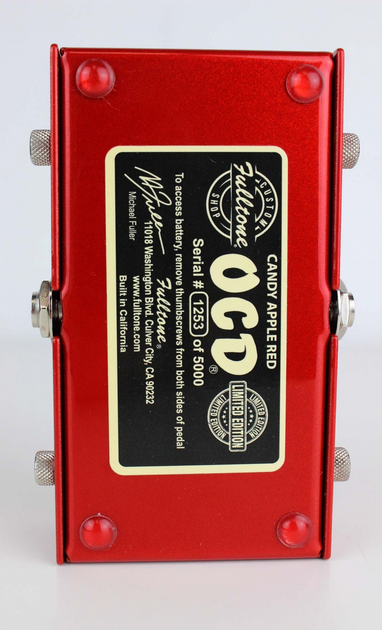 CUSTOM
Fulltone
SHOP
CANDY APPLE RED
OCD®
LIMITED EDITION
LIMITED EDITION
LIMITED EDITION
Serial # 1253 of 5000
To access battery, remove thumbscrews from both sides of pedal
Michael Fuller
Fulltone®
11018 Washington Blvd. Culver City, CA 90232
www.fulltone.com
Built in California